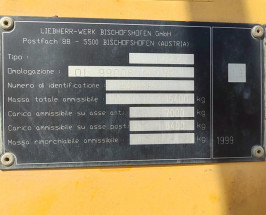 LIEBHERR-WERK BISCHOFSHOFEN GmbH
Postfach 88 - 5500 BISCHOFSHOFEN (AUSTRIA)
Tipo :
Omologazione :
Numero di identificazione :
Massa totale ammissibile kg
Carico ammissibile su asse ant. kg
Carico ammissibile su asse post. kg
Massa rimorchiabile ammissibile kg
1999